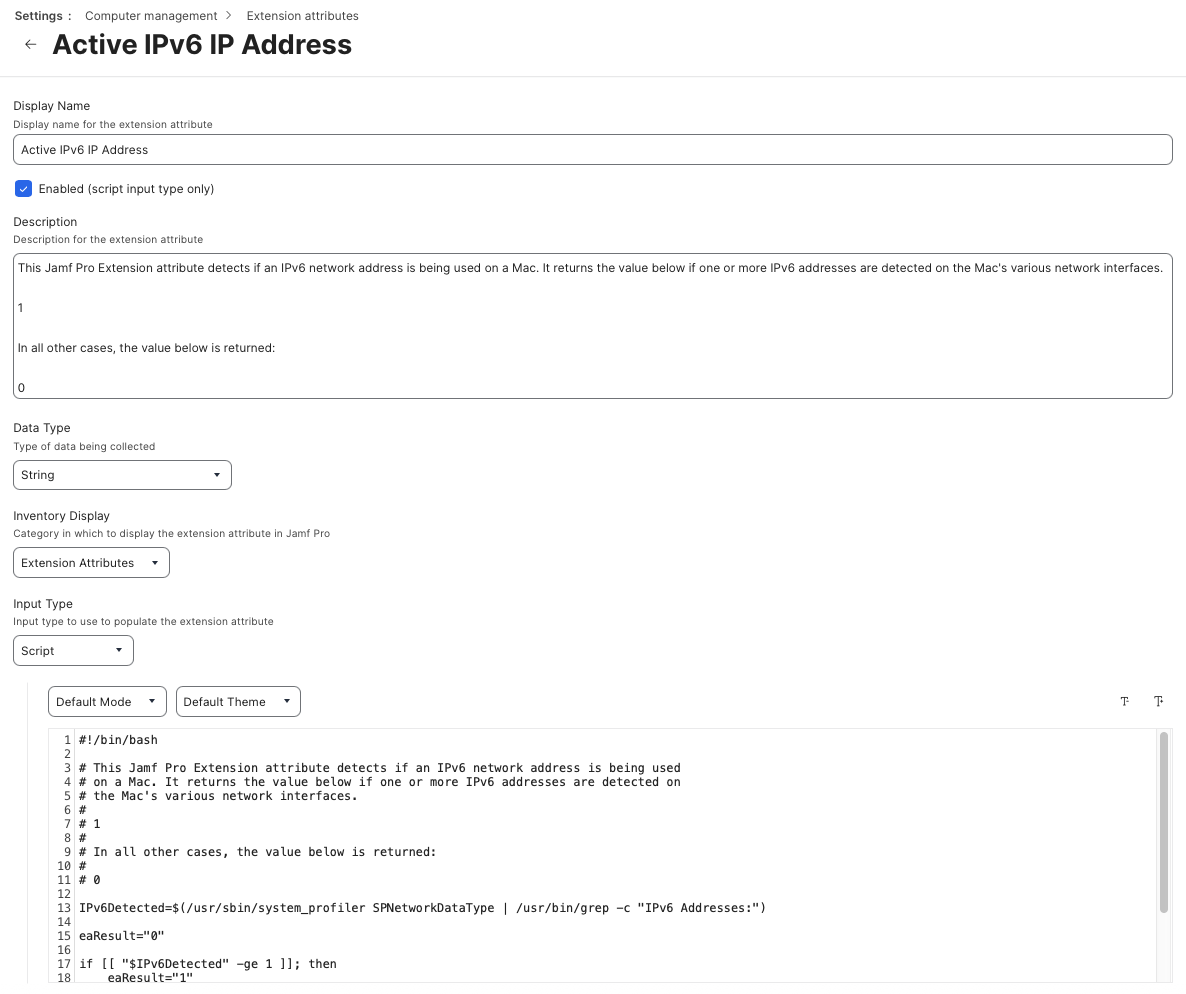 Settings : Computer management > Extension attributes
← Active IPv6 IP Address
Display Name
Display name for the extension attribute
Active IPv6 IP Address
Enabled (script input type only)
Description
Description for the extension attribute
This Jamf Pro Extension attribute detects if an IPv6 network address is being used on a Mac. It returns the value below if one or more IPv6 addresses are detected on the Mac's various network interfaces.
1
In all other cases, the value below is returned:
0
Data Type
Type of data being collected
String
Inventory Display
Category in which to display the extension attribute in Jamf Pro
Extension Attributes
Input Type
Input type to use to populate the extension attribute
Script
Default Mode Default Theme
1 #!/bin/bash
2
3 # This Jamf Pro Extension attribute detects if an IPv6 network address is being used
4 # on a Mac. It returns the value below if one or more IPv6 addresses are detected on
5 # the Mac's various network interfaces.
6 #
7 # 1
8 #
9 # In all other cases, the value below is returned:
10 #
11 # 0
12
13 IPv6Detected=$(/usr/sbin/system_profiler SPNetworkDataType | /usr/bin/grep -c "IPv6 Addresses:")
14
15 eaResult="0"
16
17 if [[ "$IPv6Detected" -ge 1 ]]; then
18     eaResult="1"